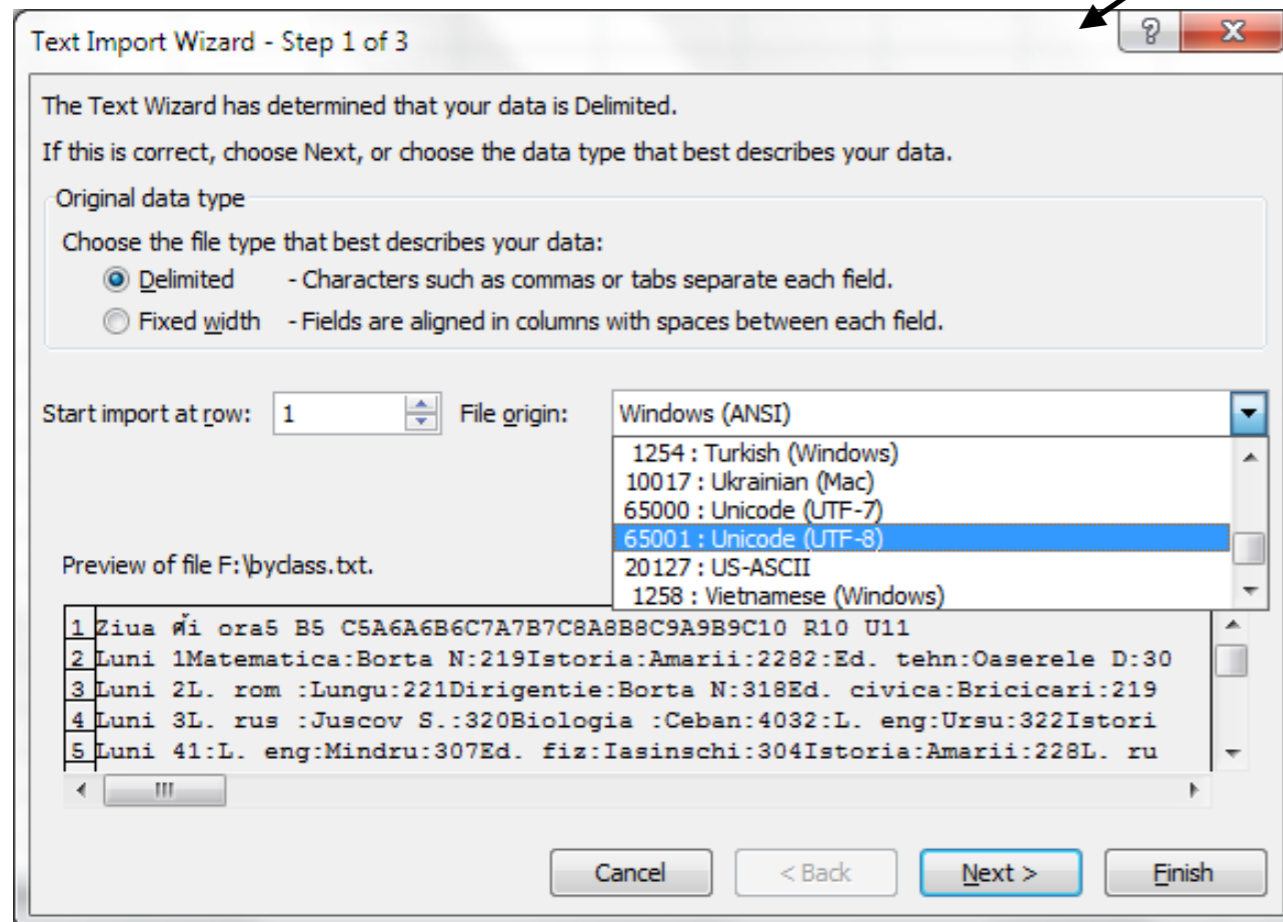 Text Import Wizard - Step 1 of 3
The Text Wizard has determined that your data is Delimited.
If this is correct, choose Next, or choose the data type that best describes your data.
Original data type
Choose the file type that best describes your data:
Delimited - Characters such as commas or tabs separate each field.
Fixed width - Fields are aligned in columns with spaces between each field.
Start import at row: 1 File origin: Windows (ANSI)
1254 : Turkish (Windows)
10017 : Ukrainian (Mac)
65000 : Unicode (UTF-7)
65001 : Unicode (UTF-8)
20127 : US-ASCII
1258 : Vietnamese (Windows)
Preview of file F:\byclass.txt.
1 Ziua ศั้i ora5 B5 C5A6A6B6C7A7B7C8A8B8C9A9B9C10 R10 U11
2 Luni 1Matematica:Borta N:219Istoria:Amarii:2282:Ed. tehn:Oaserele D:30
3 Luni 2L. rom :Lungu:221Dirigentie:Borta N:318Ed. civica:Bricicari:219
4 Luni 3L. rus :Juscov S.:320Biologia :Ceban:4032:L. eng:Ursu:322Istori
5 Luni 41:L. eng:Mindru:307Ed. fiz:Iasinschi:304Istoria:Amarii:228L. ru
Cancel < Back Next > Finish